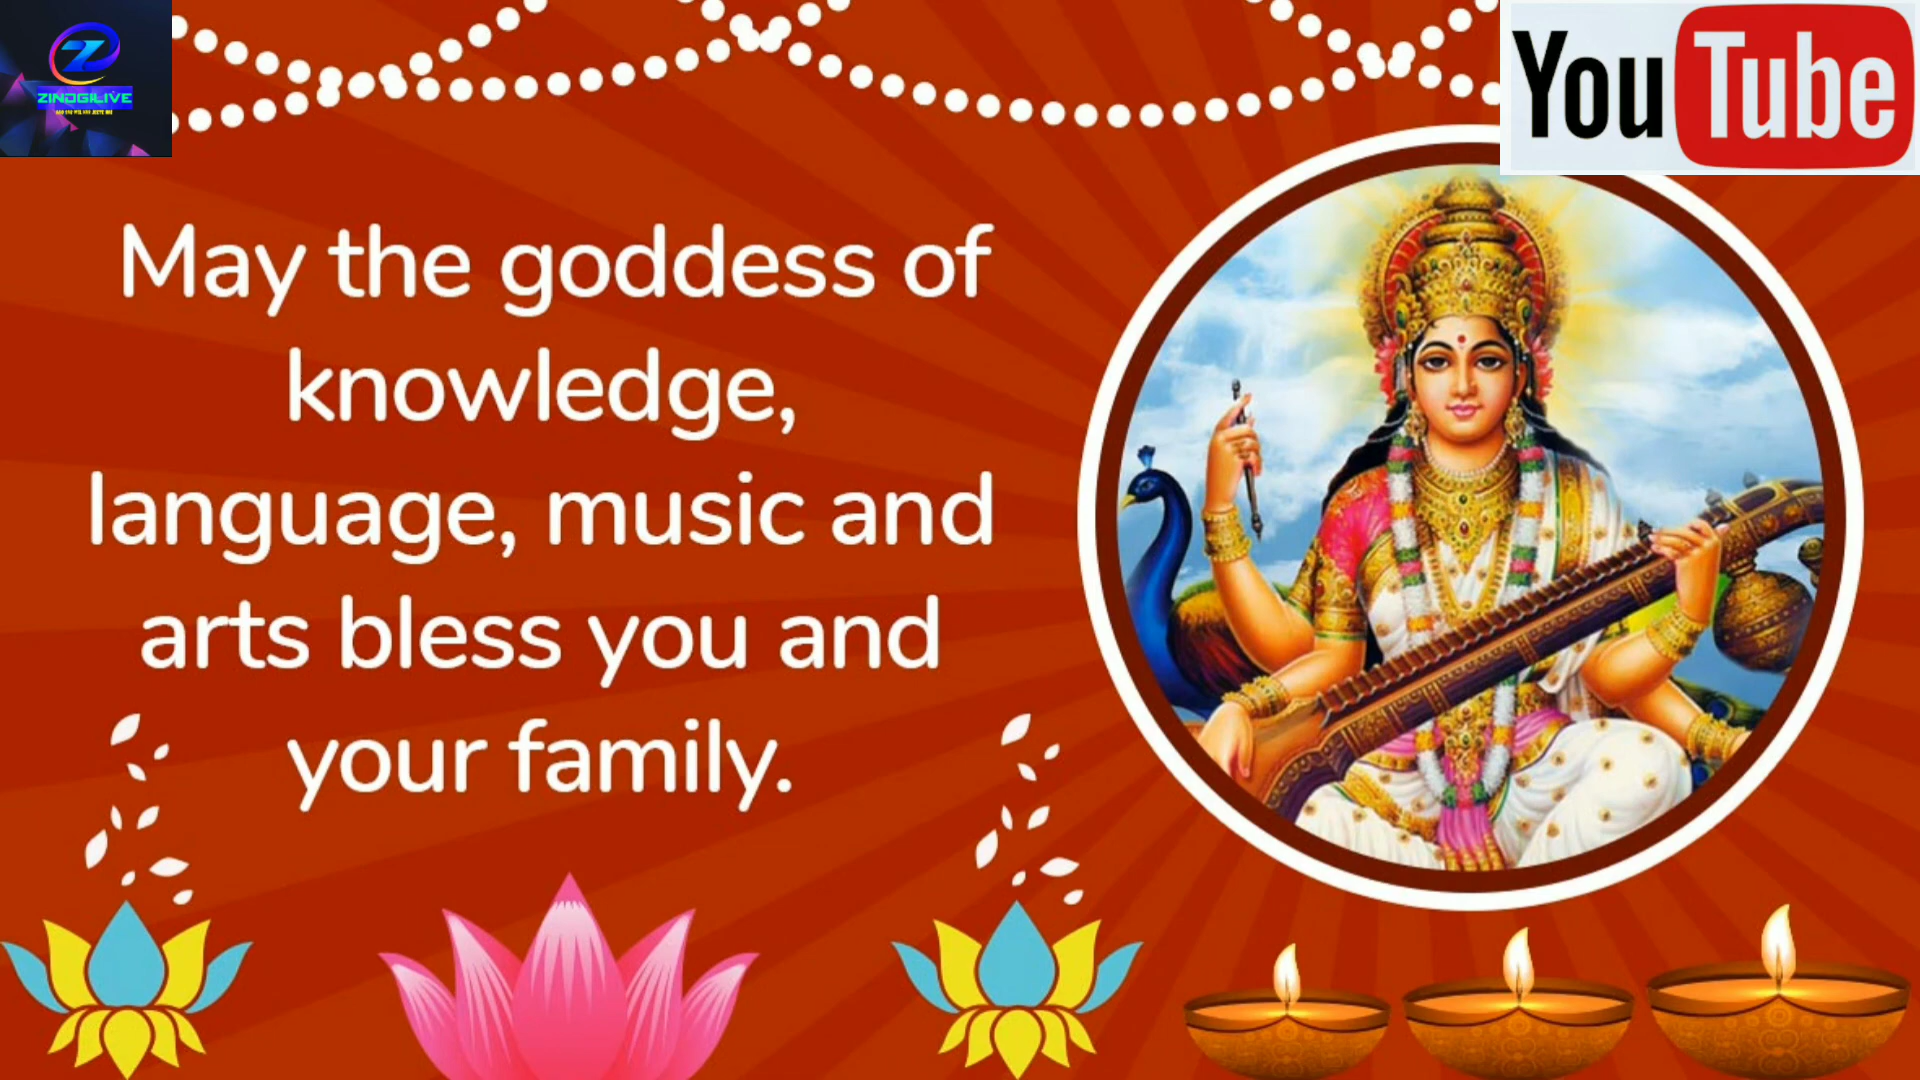 ZINDGILIVE
YouTube
May the goddess of
knowledge,
language, music and
arts bless you and
your family.